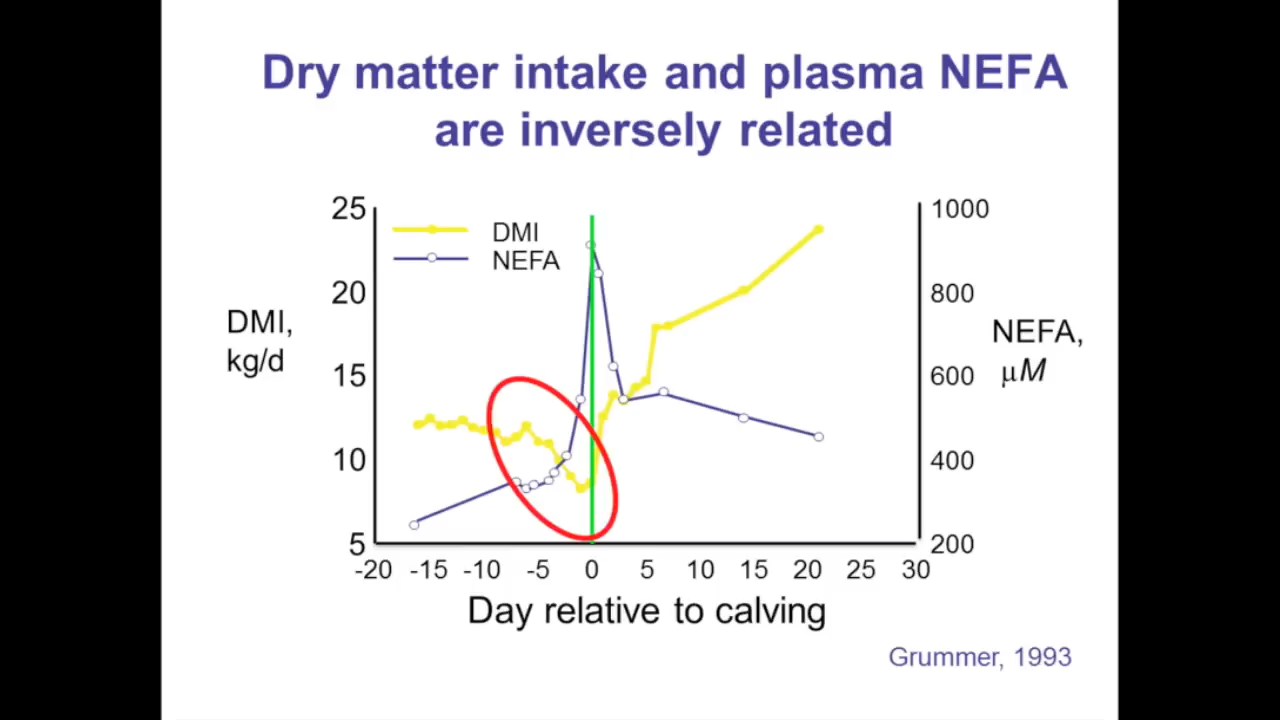 Dry matter intake and plasma NEFA
are inversely related
DMI
NEFA
DMI,
kg/d
25
20
15
10
5
1000
800
600
400
200
NEFA,
μM
-20 -15 -10 -5 0 5 10 15 20 25 30
Day relative to calving
Grummer, 1993